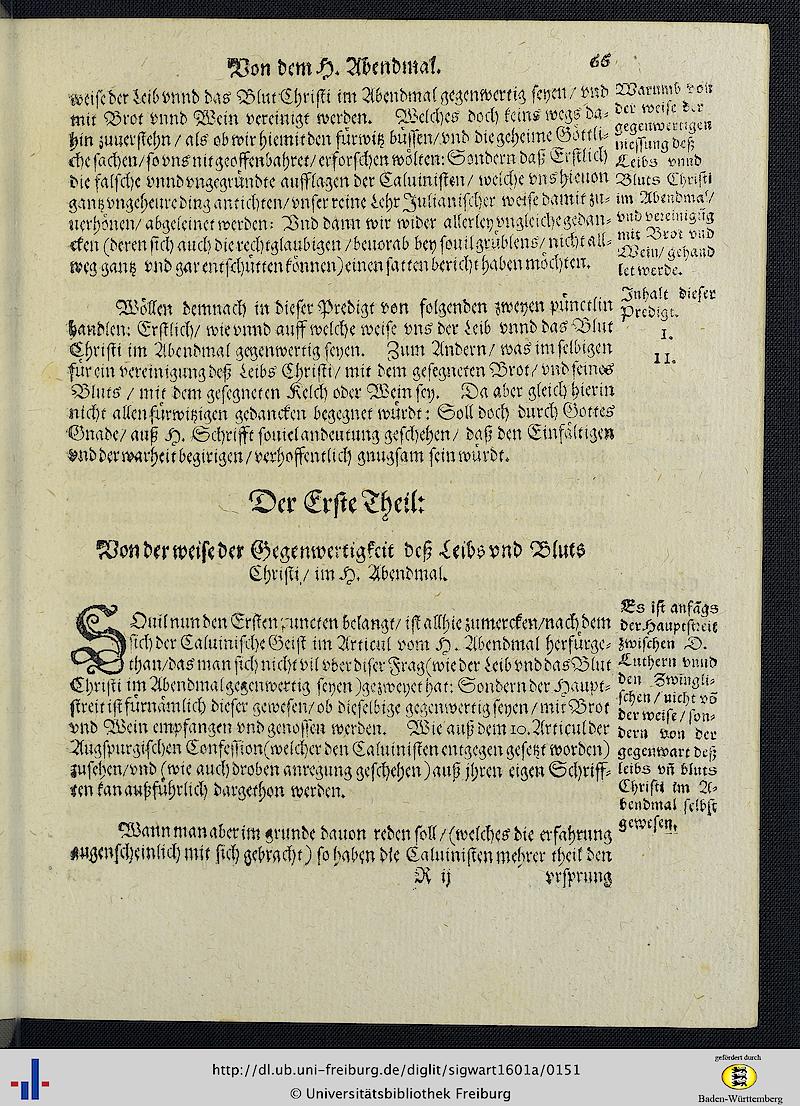 Von dem H. Abendmal. 66
weise der Leib vnnd das Blut Christi im Abendmal gegenwertig seyen / vnd
mit Brot vnnd Wein vereinigt werden. Welches doch keins wegs da-
hin zuuerstehn / als ob wir hiemit den fürwitz büssen / vnd die geheime Göttli-
che sachen / so vns nit geoffenbahret / erforschen wölten: Sondern daß Erstlich
die falsche vnnd vngegründte aufflagen der Caluinisten / welche vns hieuon
gantz vngeheure ding antichten / vnser reine Lehr Julianischer weise damit zu-
uerhönen / abgeleinet werden: Vnd dann wir wider allerley vngleiche gedan-
cken (deren sich auch die rechtglaubigen / beuorab bey souil grüblens / nicht all-
weg gantz vnd gar entschütten können) einen satten bericht haben möchten.
Warumb von
der weise der
gegenwertigen
niessung deß
Leibs vnnd
Bluts Christi
im Abendmal /
vnd vereinigūg
mit Brot vnd
Wein / gehand
let werde.
Wöllen demnach in dieser Predigt von folgenden zweyen pünctlin
handlen: Erstlich / wie vnnd auff welche weise vns der Leib vnnd das Blut
Christi im Abendmal gegenwertig seyen. Zum Andern / was im selbigen
für ein vereinigung deß Leibs Christi / mit dem gesegneten Brot / vnd seines
Bluts / mit dem gesegneten Kelch oder Wein sey. Da aber gleich hierin
nicht allen fürwitzigen gedancken begegnet würdt: Soll doch durch Gottes
Gnade / auß H. Schrifft souiel andeutung geschehen / daß den Einfältigen
vnd der warheit begirigen / verhoffentlich gnugsam sein würdt.
Inhalt dieser
Predigt.
I.
II.
Der Erste Theil:
Von der weise der Gegenwertigkeit deß Leibs vnd Bluts
Christi / im H. Abendmal.
SOuil nun den Ersten puncten belangt / ist allhie zumercken / nach dem
sich der Caluinische Geist im Articul vom H. Abendmal herfürge-
than / das man sich nicht vil vber diser Frag (wie der Leib vnd das Blut
Christi im Abendmal gegenwertig seyen) gezweyet hat: Sondern der Haupt-
streit ist fürnämlich dieser gewesen / ob dieselbige gegenwertig seyen / mit Brot
vnd Wein empfangen vnd genossen werden. Wie auß dem 10. Articul der
Augspurgischen Confession (welcher den Caluinisten entgegen gesetzt worden)
zusehen / vnd (wie auch droben anregung geschehen) auß jhren eigen Schriff-
ten kan außführlich dargethon werden.
Es ist anfāgs
der Hauptstreit
zwischen D.
Luthern vnnd
den Zwingli-
schen / nicht vō
der weise / son-
dern von der
gegenwart deß
leibs vn̄ bluts
Christi im A-
bendmal selbst
gewesen.
Wann man aber im grunde dauon reden soll / (welches die erfahrung
augenscheinlich mit sich gebracht) so haben die Caluinisten mehrer theil den
R ij vrsprung
http://dl.ub.uni-freiburg.de/diglit/sigwart1601a/0151
© Universitätsbibliothek Freiburg
gefördert durch
Baden-Württemberg